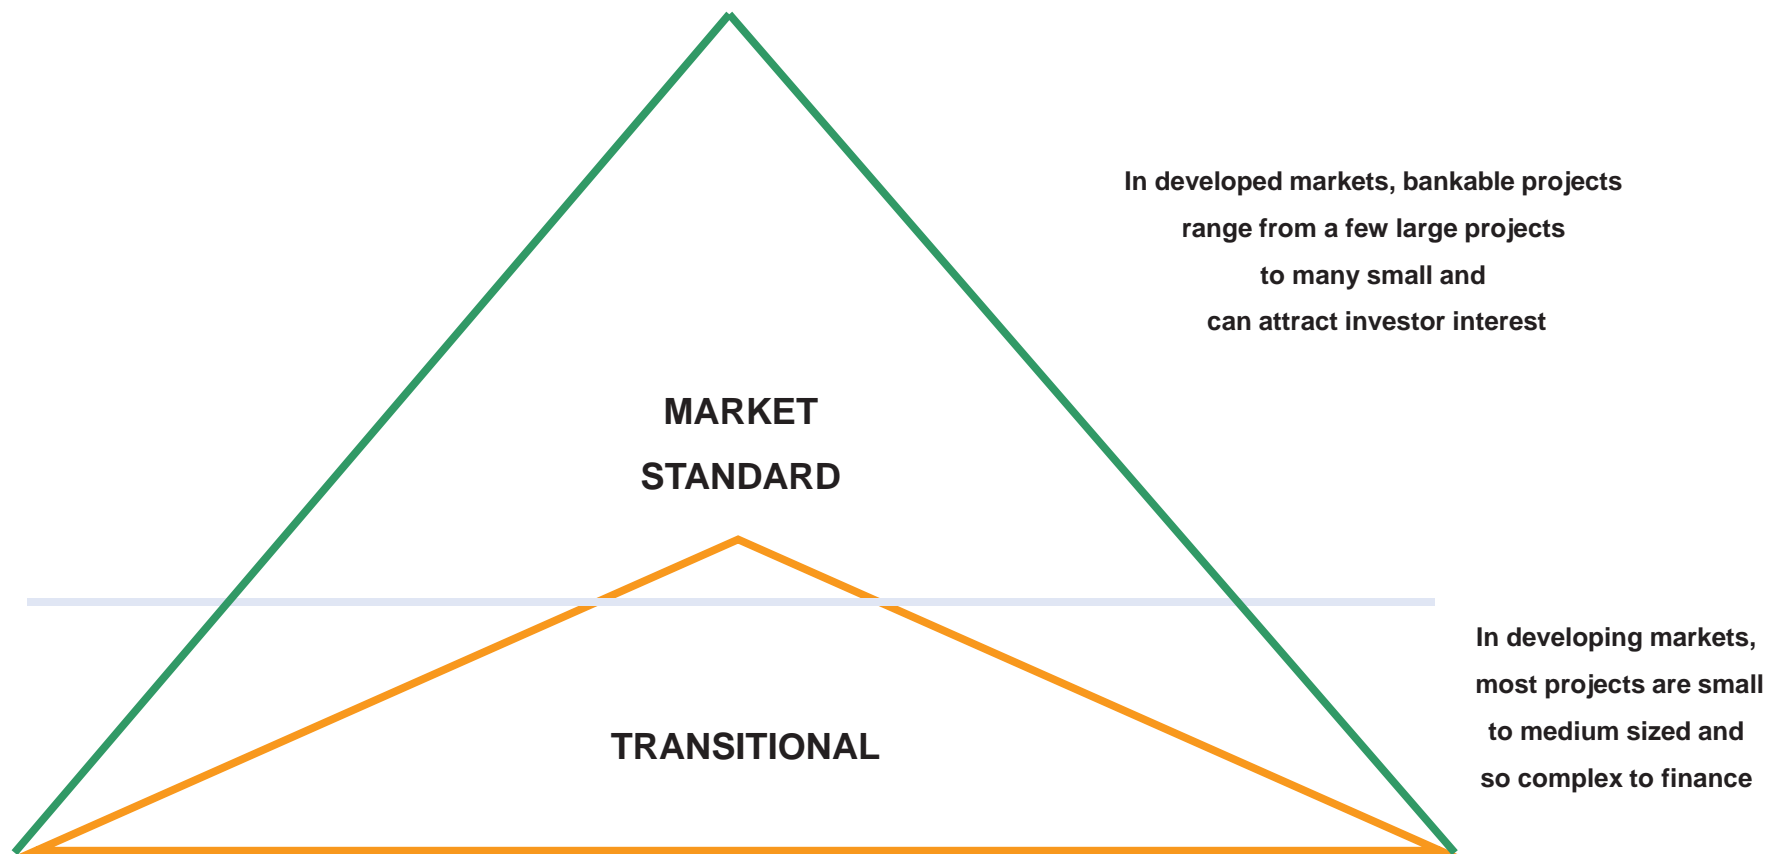 In developed markets, bankable projects
range from a few large projects
to many small and
can attract investor interest
MARKET
STANDARD
In developing markets,
most projects are small
to medium sized and
so complex to finance
TRANSITIONAL